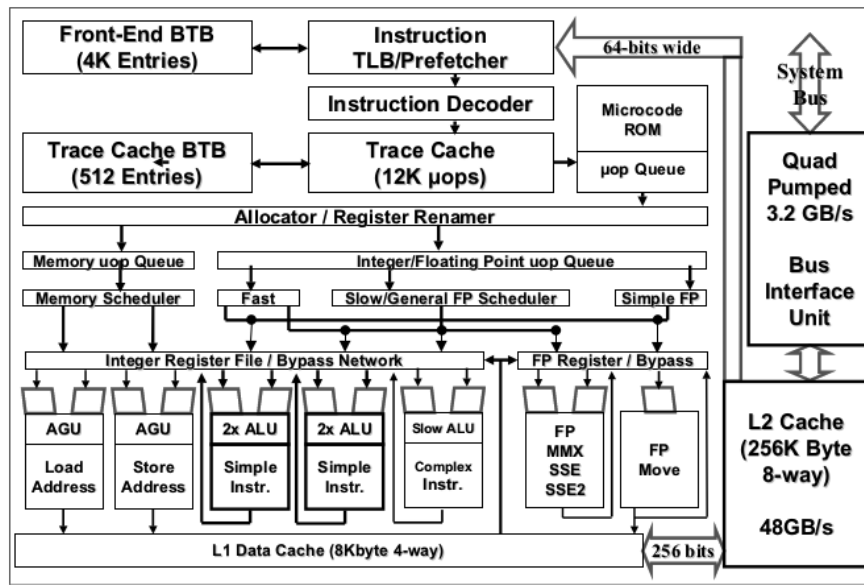 Front-End BTB
(4K Entries)
Instruction
TLB/Prefetcher
64-bits wide
System
Bus
Instruction Decoder
Microcode
ROM
Trace Cache BTB
(512 Entries)
Trace Cache
(12K µops)
µop Queue
Quad
Pumped
3.2 GB/s
Bus
Interface
Unit
Allocator / Register Renamer
Memory uop Queue
Integer/Floating Point uop Queue
Memory Scheduler
Fast
Slow/General FP Scheduler
Simple FP
Integer Register File / Bypass Network
FP Register / Bypass
AGU
Load
Address
AGU
Store
Address
2x ALU
Simple
Instr.
2x ALU
Simple
Instr.
Slow ALU
Complex
Instr.
FP
MMX
SSE
SSE2
FP
Move
L2 Cache
(256K Byte
8-way)
48GB/s
L1 Data Cache (8Kbyte 4-way)
256 bits